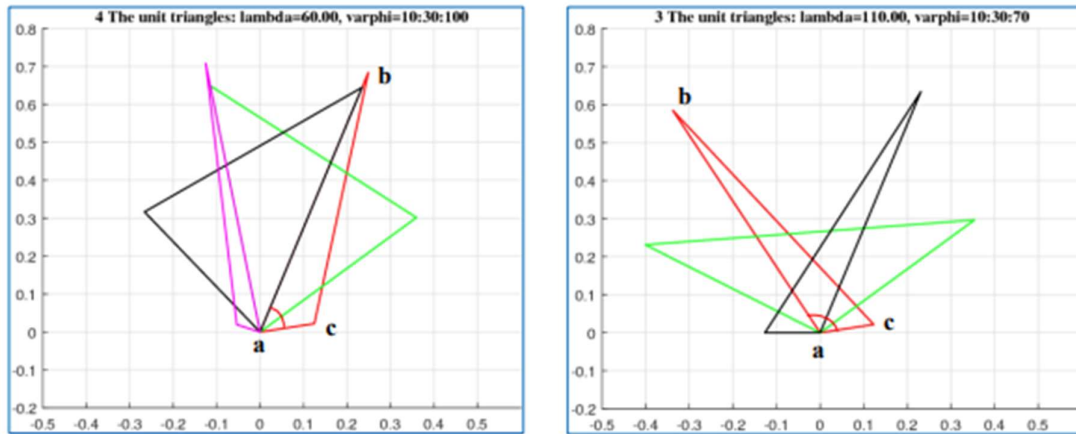 4 The unit triangles: lambda=60.00, varphi=10:30:100
0.8
0.7
0.6
0.5
0.4
0.3
0.2
0.1
0
-0.1
-0.2
-0.5 -0.4 -0.3 -0.2 -0.1 0 0.1 0.2 0.3 0.4 0.5
b
c
a
3 The unit triangles: lambda=110.00, varphi=10:30:70
0.8
0.7
0.6
0.5
0.4
0.3
0.2
0.1
0
-0.1
-0.2
-0.5 -0.4 -0.3 -0.2 -0.1 0 0.1 0.2 0.3 0.4 0.5
b
c
a